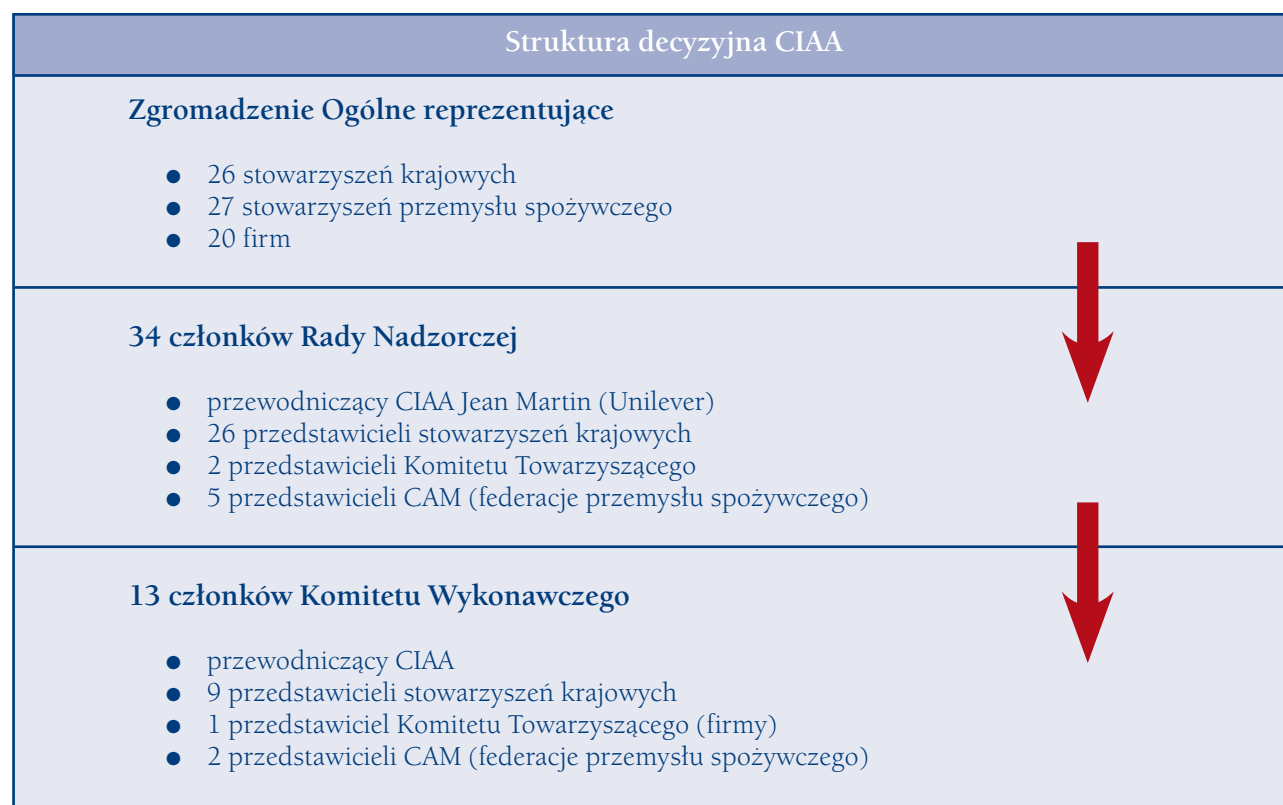 Struktura decyzyjna CIAA
Zgromadzenie Ogólne reprezentujące
● 26 stowarzyszeń krajowych
● 27 stowarzyszeń przemysłu spożywczego
● 20 firm
34 członków Rady Nadzorczej
● przewodniczący CIAA Jean Martin (Unilever)
● 26 przedstawicieli stowarzyszeń krajowych
● 2 przedstawicieli Komitetu Towarzyszącego
● 5 przedstawicieli CAM (federacje przemysłu spożywczego)
13 członków Komitetu Wykonawczego
● przewodniczący CIAA
● 9 przedstawicieli stowarzyszeń krajowych
● 1 przedstawiciel Komitetu Towarzyszącego (firmy)
● 2 przedstawicieli CAM (federacje przemysłu spożywczego)